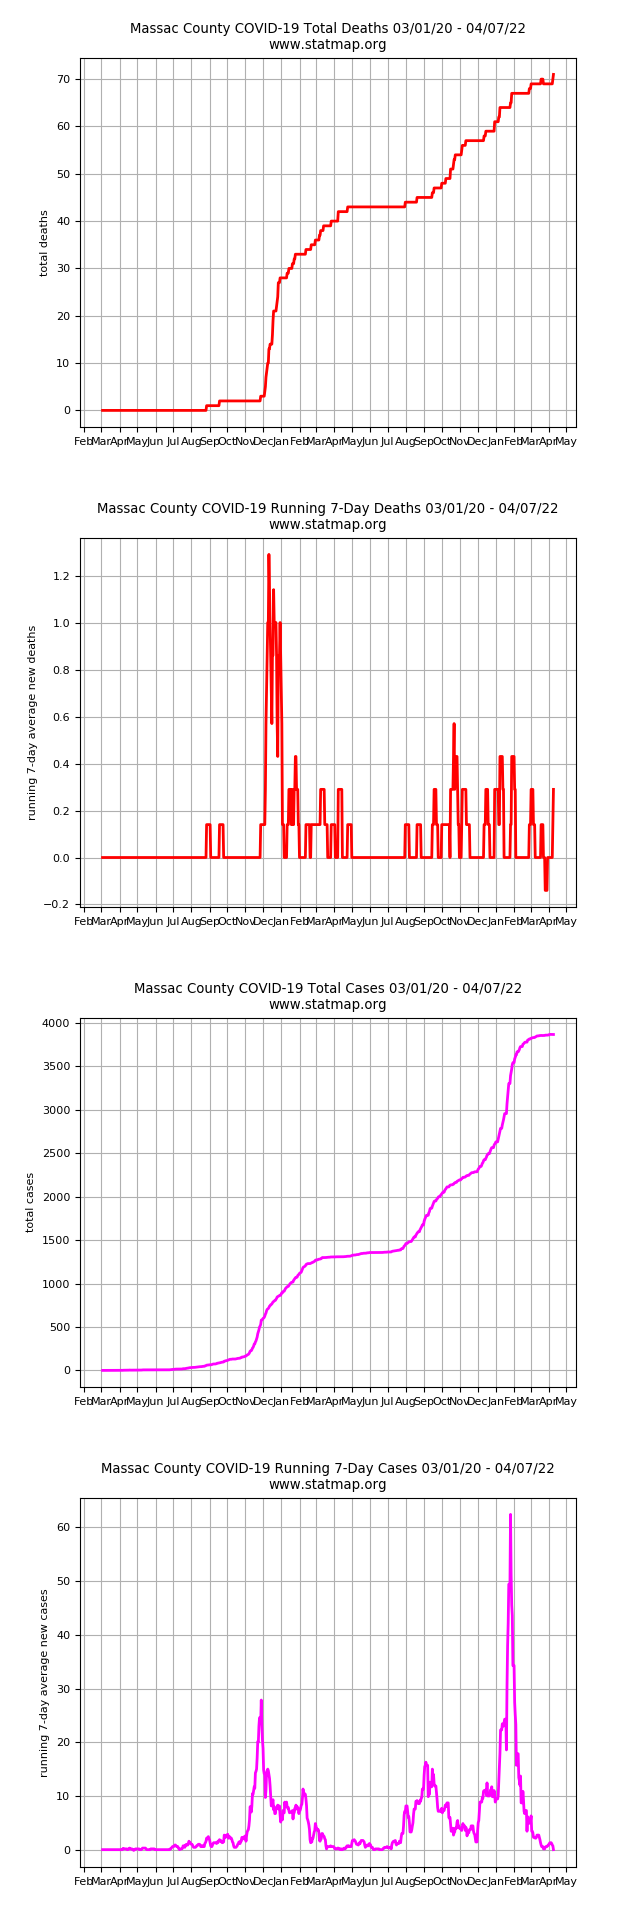 Massac County COVID-19 Total Deaths 03/01/20 - 04/07/22
www.statmap.org
total deaths
70
60
50
40
30
20
10
0
Feb Mar Apr May Jun Jul Aug Sep Oct Nov Dec Jan Feb Mar Apr May Jun Jul Aug Sep Oct Nov Dec Jan Feb Mar Apr May
Massac County COVID-19 Running 7-Day Deaths 03/01/20 - 04/07/22
www.statmap.org
running 7-day average new deaths
1.2
1.0
0.8
0.6
0.4
0.2
0.0
−0.2
Feb Mar Apr May Jun Jul Aug Sep Oct Nov Dec Jan Feb Mar Apr May Jun Jul Aug Sep Oct Nov Dec Jan Feb Mar Apr May
Massac County COVID-19 Total Cases 03/01/20 - 04/07/22
www.statmap.org
total cases
4000
3500
3000
2500
2000
1500
1000
500
0
Feb Mar Apr May Jun Jul Aug Sep Oct Nov Dec Jan Feb Mar Apr May Jun Jul Aug Sep Oct Nov Dec Jan Feb Mar Apr May
Massac County COVID-19 Running 7-Day Cases 03/01/20 - 04/07/22
www.statmap.org
running 7-day average new cases
60
50
40
30
20
10
0
Feb Mar Apr May Jun Jul Aug Sep Oct Nov Dec Jan Feb Mar Apr May Jun Jul Aug Sep Oct Nov Dec Jan Feb Mar Apr May